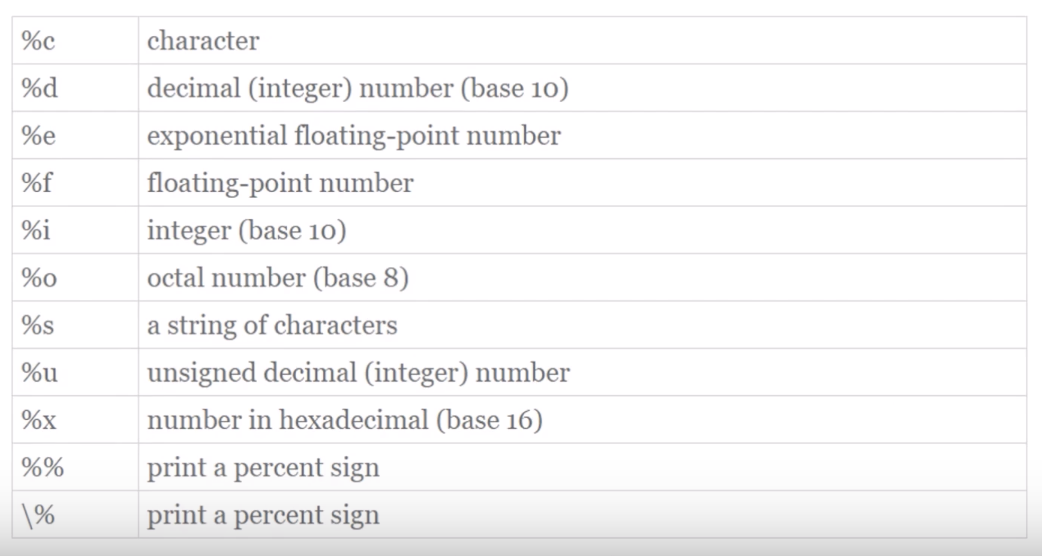 %c character
%d decimal (integer) number (base 10)
%e exponential floating-point number
%f floating-point number
%i integer (base 10)
%o octal number (base 8)
%s a string of characters
%u unsigned decimal (integer) number
%x number in hexadecimal (base 16)
%% print a percent sign
\% print a percent sign